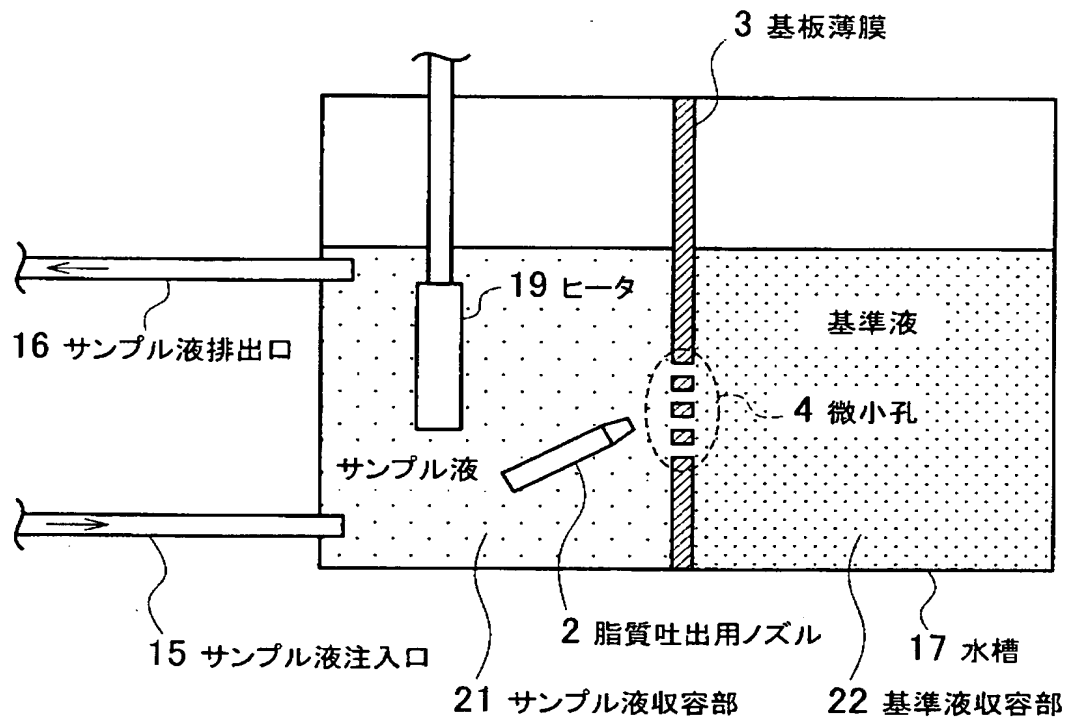 3 基板薄膜
19 ヒータ
基準液
16 サンプル液排出口
4 微小孔
サンプル液
2 脂質吐出用ノズル
15 サンプル液注入口
17 水槽
21 サンプル液収容部
22 基準液収容部